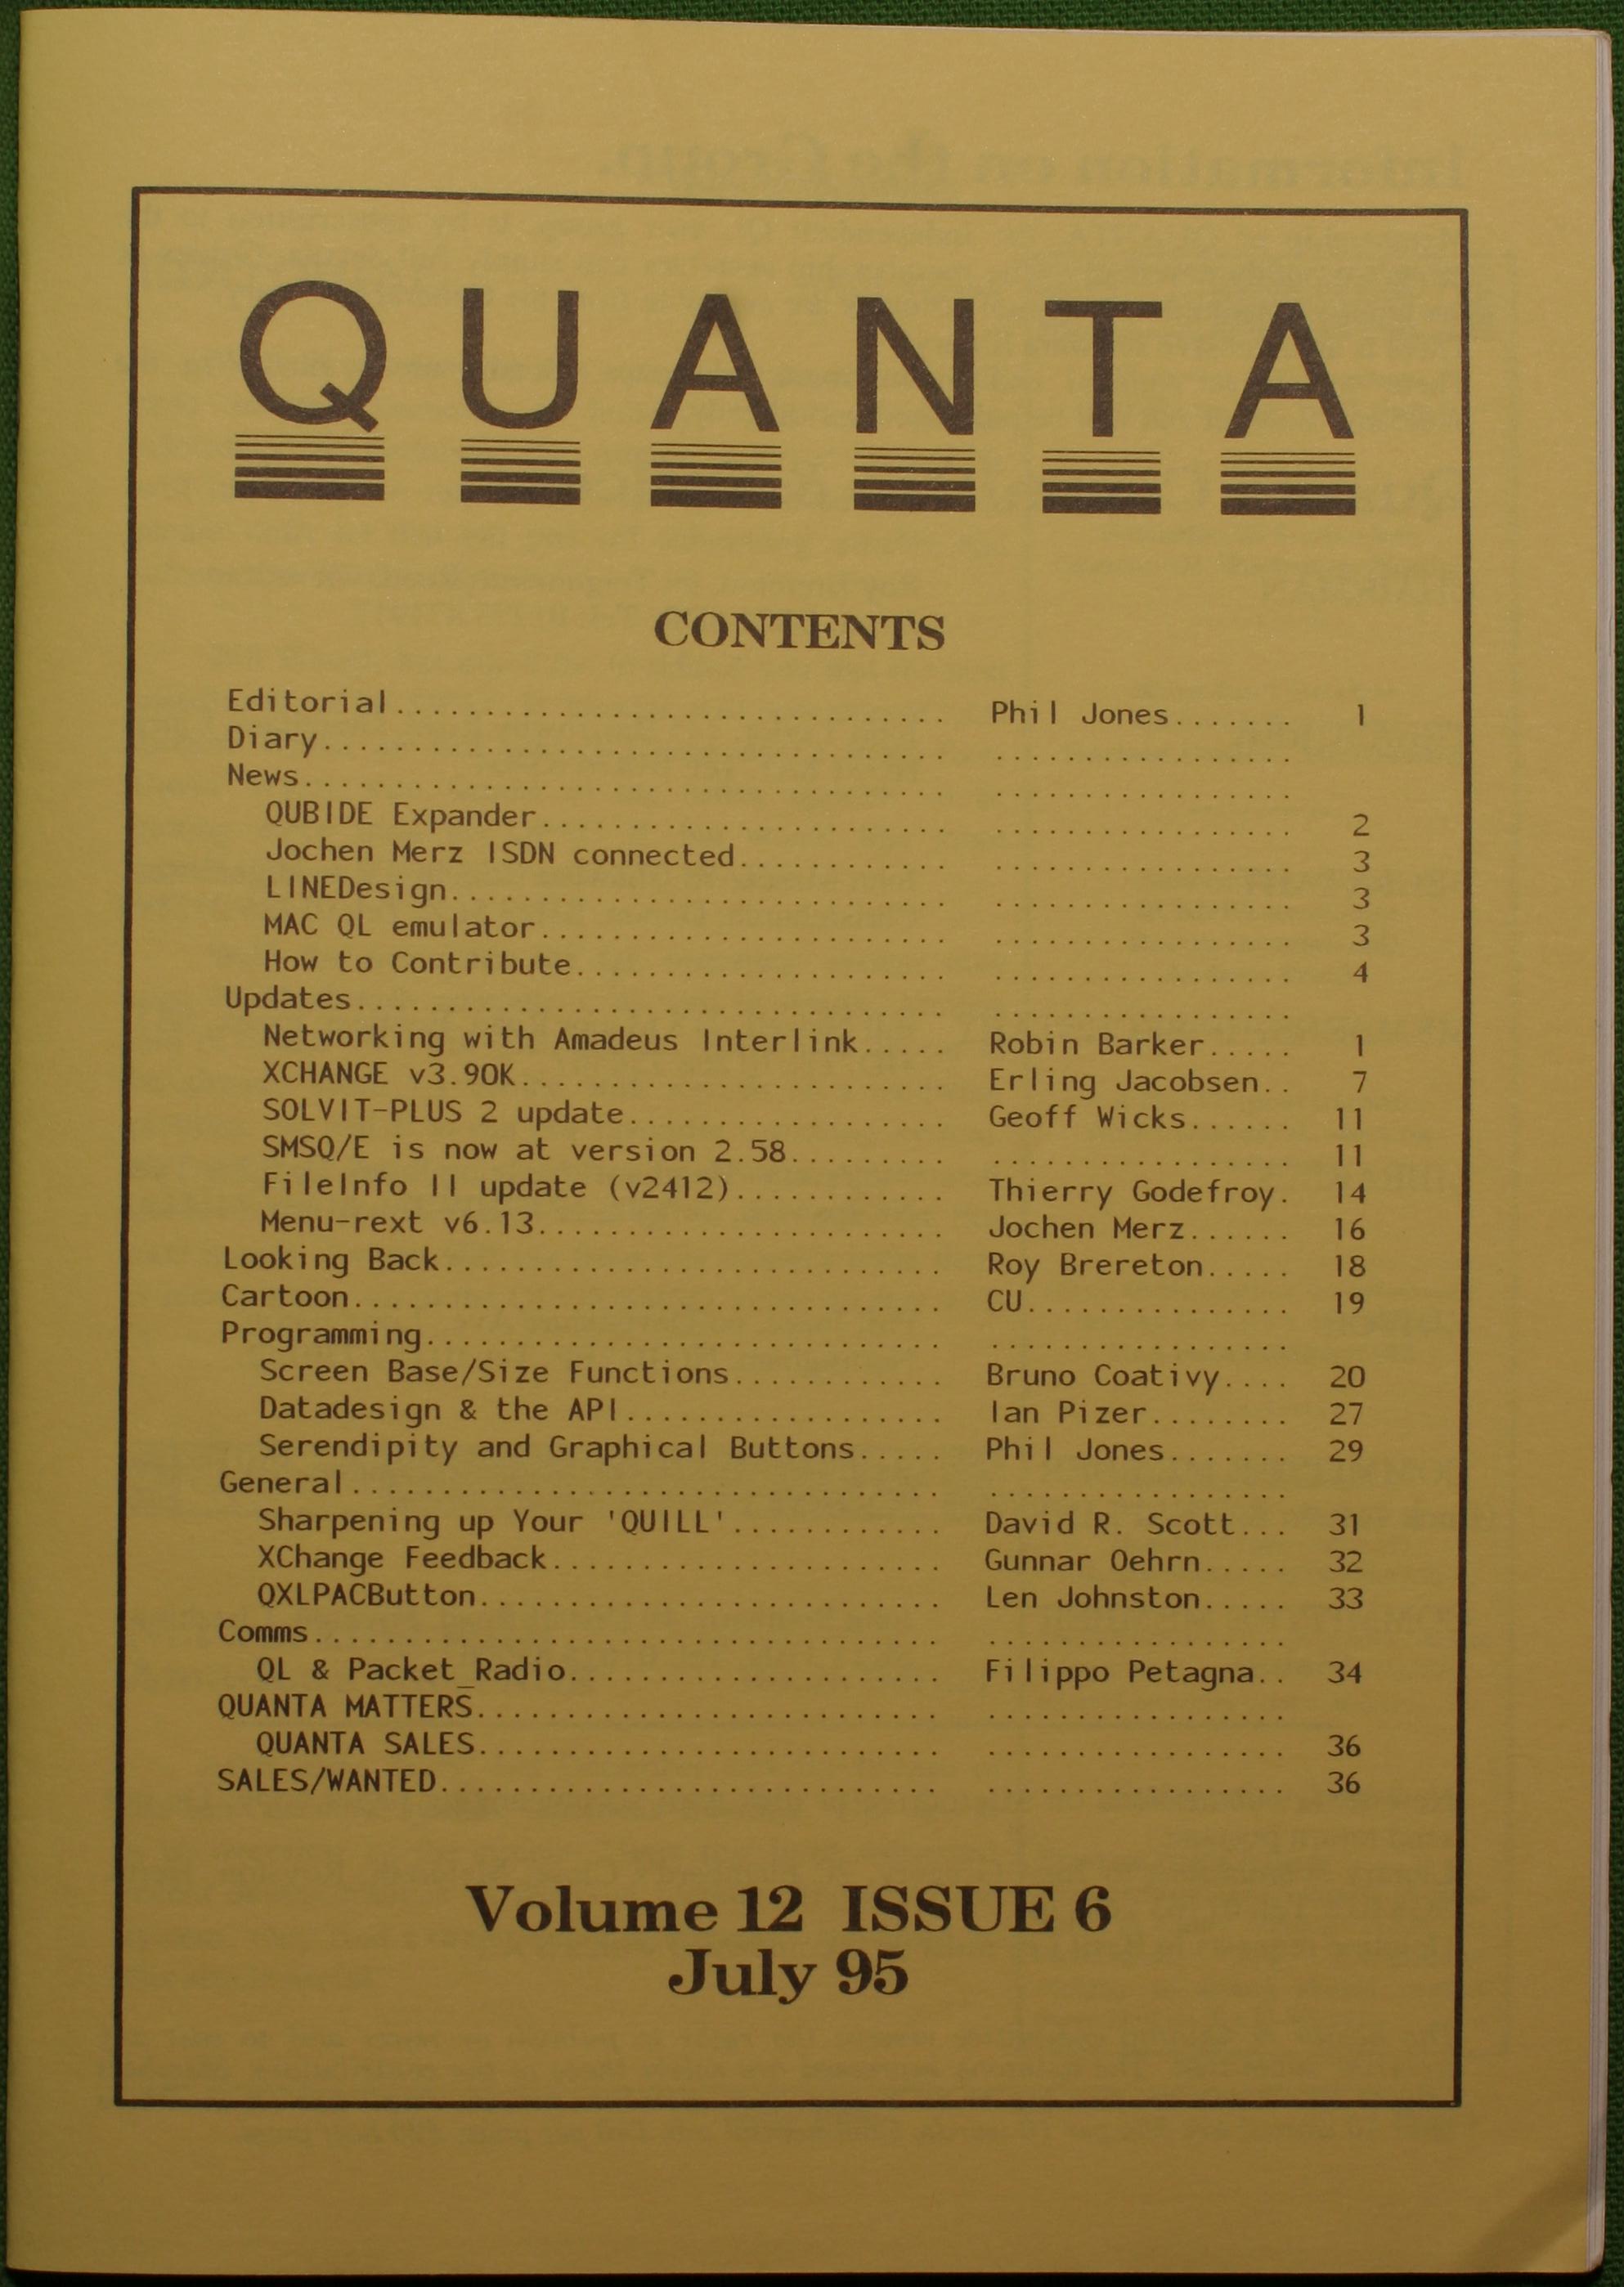 QUANTA
CONTENTS
Editorial............................... Phil Jones....... 1
Diary................................... .................
News.................................... .................
QUBIDE Expander....................... ................. 2
Jochen Merz ISDN connected............ ................. 3
LINEDesign............................ ................. 3
MAC QL emulator....................... ................. 3
How to Contribute..................... ................. 4
Updates................................. .................
Networking with Amadeus Interlink..... Robin Barker..... 1
XCHANGE v3.90K........................ Erling Jacobsen.. 7
SOLVIT-PLUS 2 update.................. Geoff Wicks...... 11
SMSQ/E is now at version 2.58......... ................. 11
FileInfo II update (v2412)............ Thierry Godefroy. 14
Menu-rext v6.13....................... Jochen Merz...... 16
Looking Back............................ Roy Brereton..... 18
Cartoon................................. CU............... 19
Programming............................. .................
Screen Base/Size Functions............ Bruno Coativy.... 20
Datadesign & the API.................. Ian Pizer........ 27
Serendipity and Graphical Buttons..... Phil Jones....... 29
General................................. .................
Sharpening up Your 'QUILL'............ David R. Scott... 31
XChange Feedback...................... Gunnar Oehrn..... 32
QXLPACButton.......................... Len Johnston..... 33
Comms................................... .................
QL & Packet_Radio..................... Filippo Petagna.. 34
QUANTA MATTERS.......................... .................
QUANTA SALES.......................... ................. 36
SALES/WANTED............................ ................. 36
Volume 12 ISSUE 6
July 95